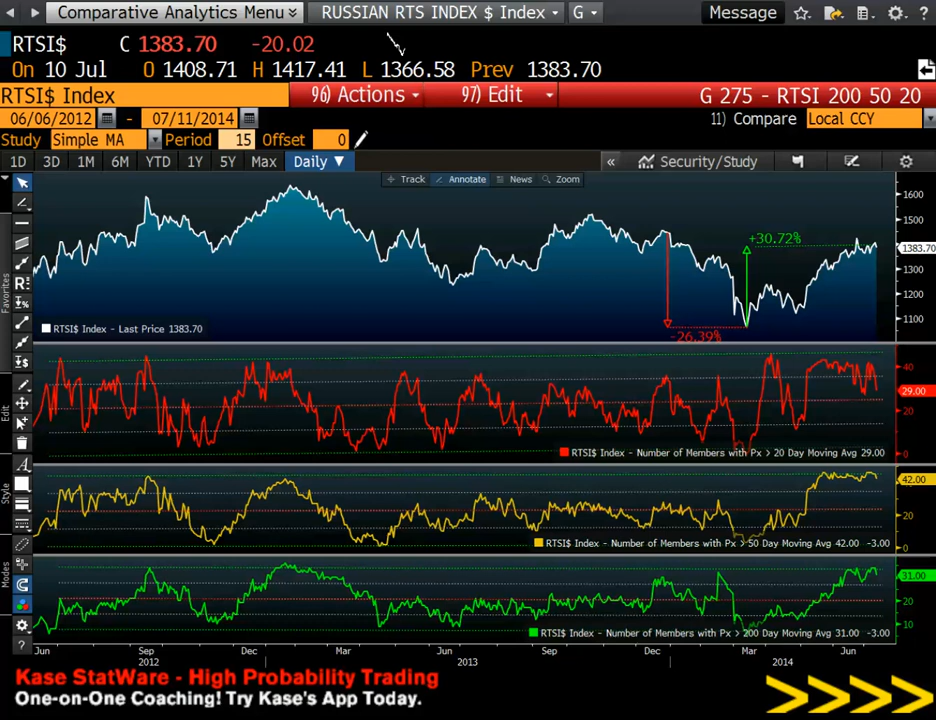 Comparative Analytics Menu RUSSIAN RTS INDEX $ Index G Message
RTSI$ C 1383.70 -20.02
On 10 Jul O 1408.71 H 1417.41 L 1366.58 Prev 1383.70
RTSI$ Index 96) Actions 97) Edit G 275 - RTSI 200 50 20
06/06/2012 - 07/11/2014 11) Compare Local CCY
Study Simple MA Period 15 Offset 0
1D 3D 1M 6M YTD 1Y 5Y Max Daily ▼ « Security/Study
Track Annotate News Zoom
1600
1500
+30.72%
1383.70
1300
1200
1100
RTSI$ Index - Last Price 1383.70
-26.39%
40
29.00
20
0
RTSI$ Index - Number of Members with Px > 20 Day Moving Avg 29.00
42.00
20
0
RTSI$ Index - Number of Members with Px > 50 Day Moving Avg 42.00 -3.00
31.00
20
10
RTSI$ Index - Number of Members with Px > 200 Day Moving Avg 31.00 -3.00
Favorites
Edit
Style
Modes
Jun Sep Dec Mar Jun Sep Dec Mar Jun
2012 2013 2014
Kase StatWare - High Probability Trading
One-on-One Coaching! Try Kase's App Today.